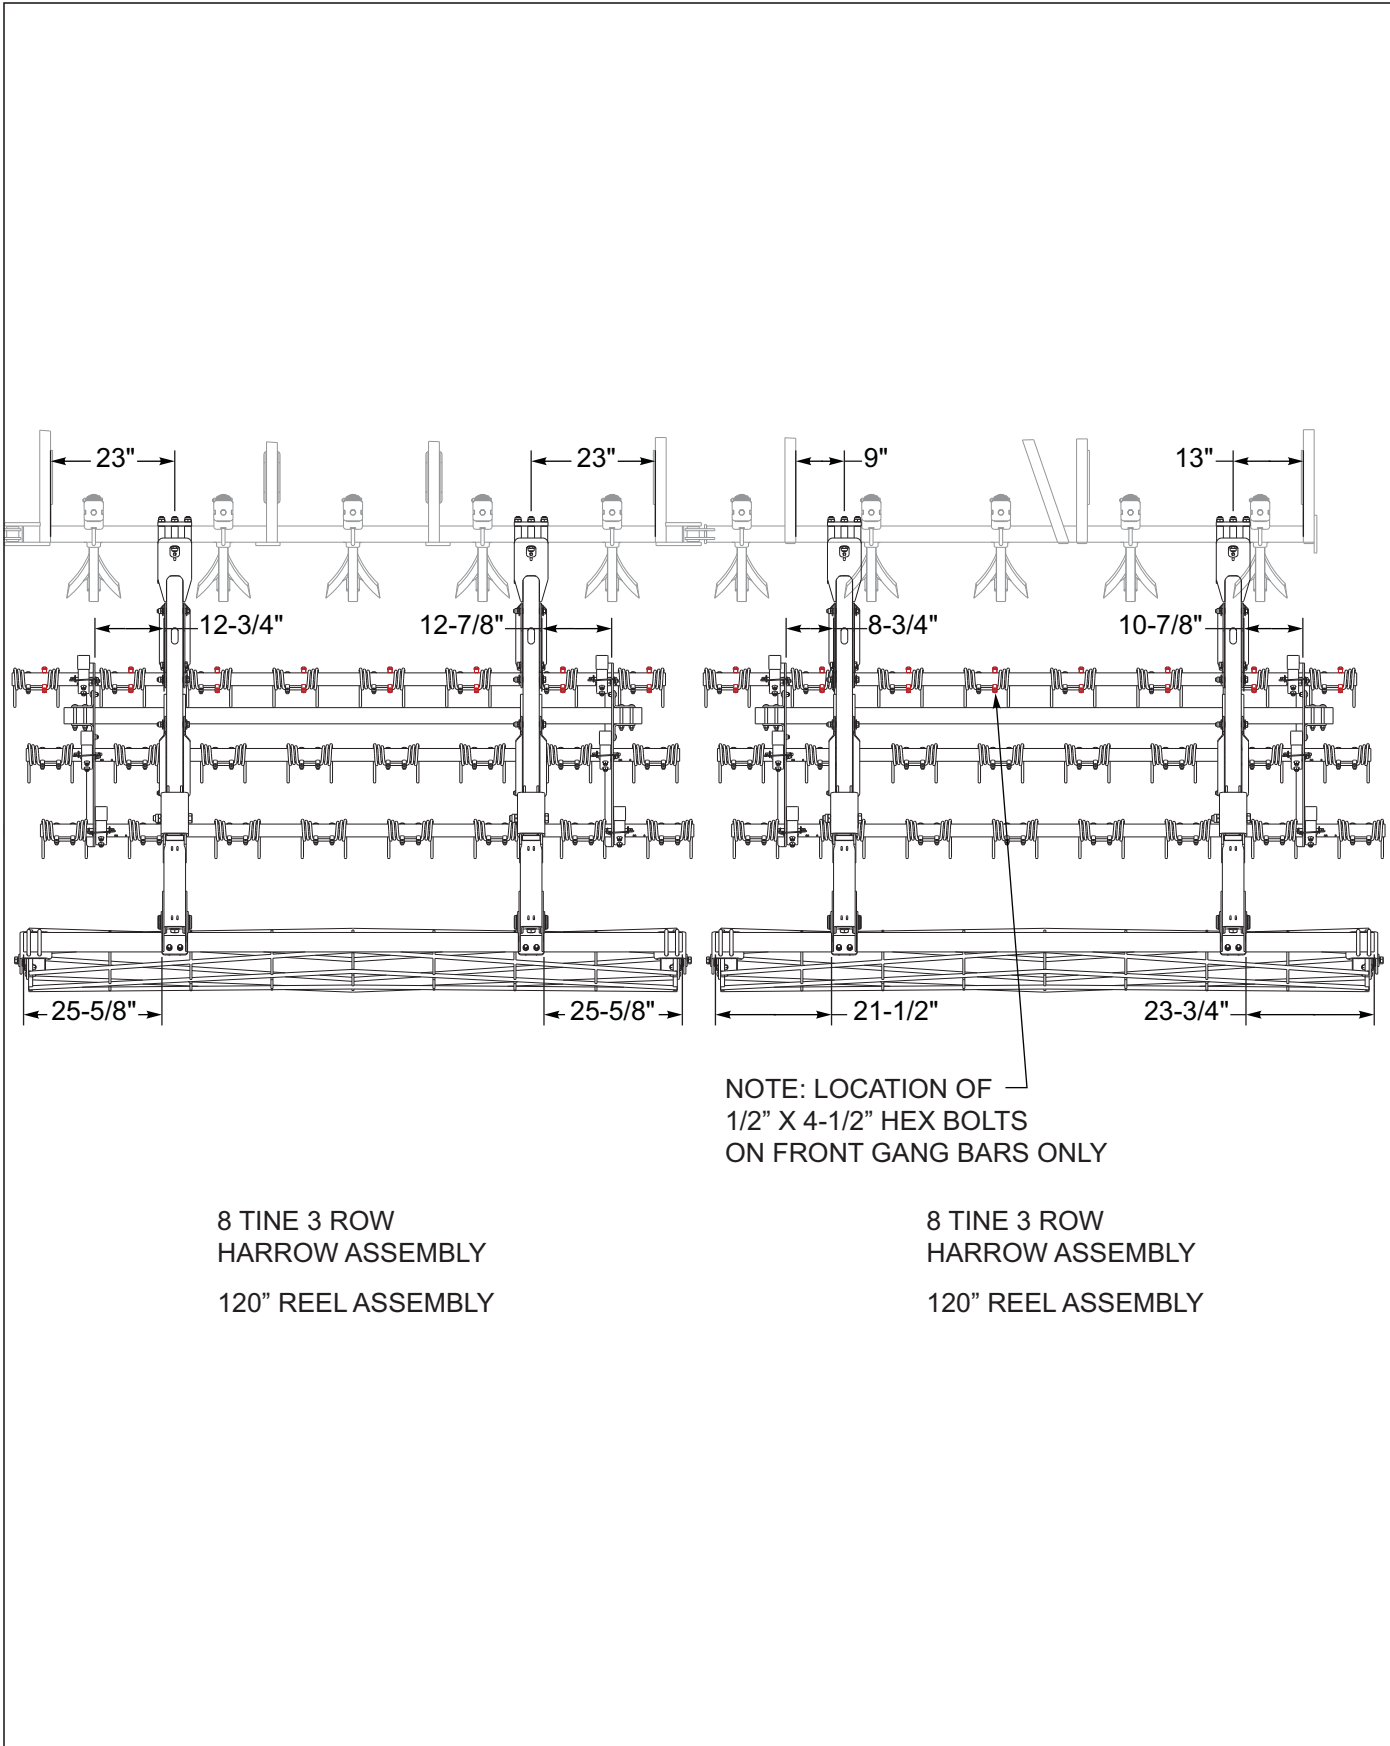 23"
23"
9"
13"
12-3/4"
12-7/8"
8-3/4"
10-7/8"
25-5/8"
25-5/8"
21-1/2"
23-3/4"
NOTE: LOCATION OF
1/2” X 4-1/2” HEX BOLTS
ON FRONT GANG BARS ONLY
8 TINE 3 ROW
HARROW ASSEMBLY
120” REEL ASSEMBLY
8 TINE 3 ROW
HARROW ASSEMBLY
120” REEL ASSEMBLY